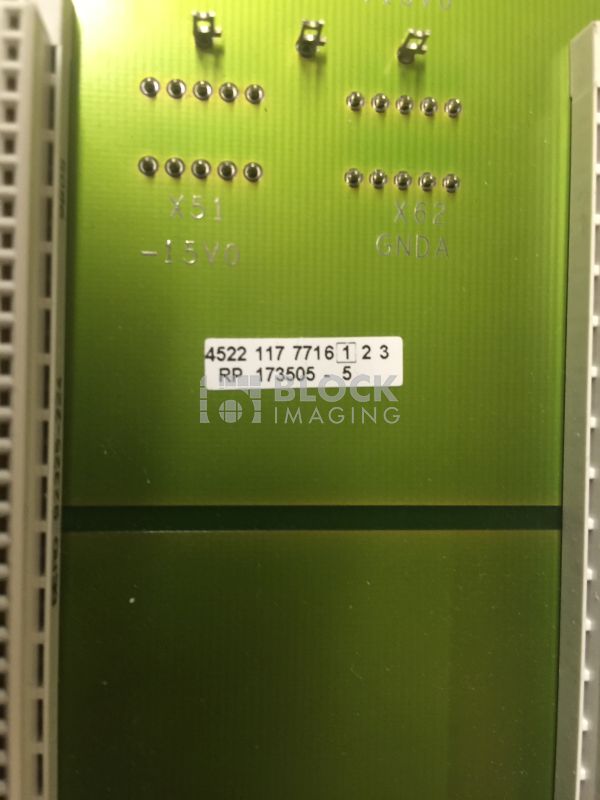 X51
X62
-15V0
GNDA
4522 117 7716 1 2 3
RP 173505 - 5
BLOCK
IMAGING